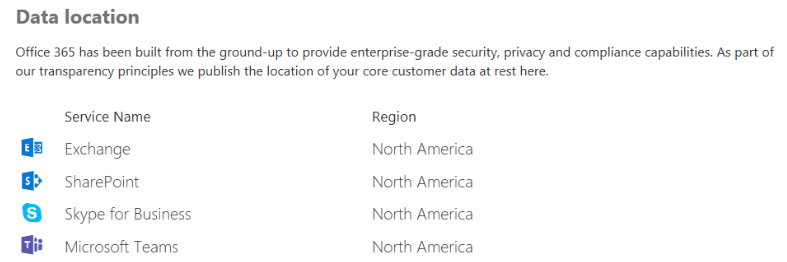 Data location
Office 365 has been built from the ground-up to provide enterprise-grade security, privacy and compliance capabilities. As part of
our transparency principles we publish the location of your core customer data at rest here.
Service Name Region
Exchange North America
SharePoint North America
Skype for Business North America
Microsoft Teams North America